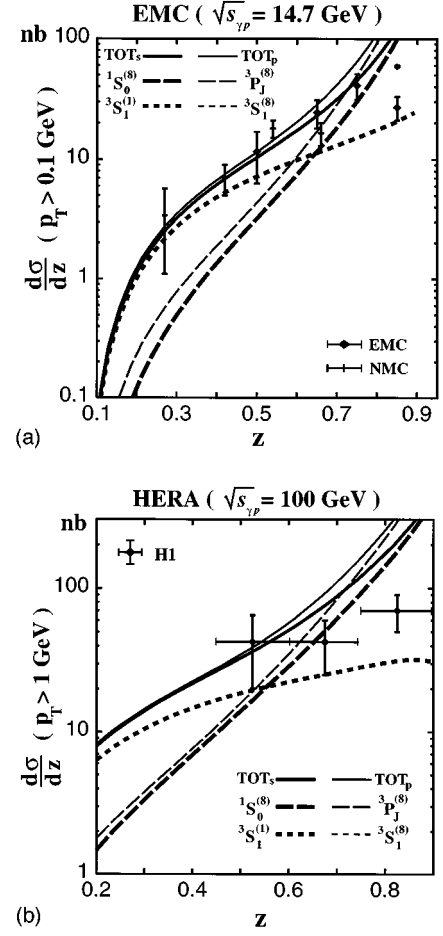 EMC ( √s_γp = 14.7 GeV )
nb
100
10
1
0.1
TOTs TOTp
¹S₀⁽⁸⁾ ³P_J⁽⁸⁾
³S₁⁽¹⁾ ³S₁⁽⁸⁾
dσ/dz ( p_T > 0.1 GeV )
EMC
NMC
0.1 0.3 0.5 0.7 0.9
z
(a)
HERA ( √s_γp = 100 GeV )
nb
H1
100
10
1
dσ/dz ( p_T > 1 GeV )
TOTs TOTp
¹S₀⁽⁸⁾ ³P_J⁽⁸⁾
³S₁⁽¹⁾ ³S₁⁽⁸⁾
0.2 0.4 0.6 0.8
z
(b)